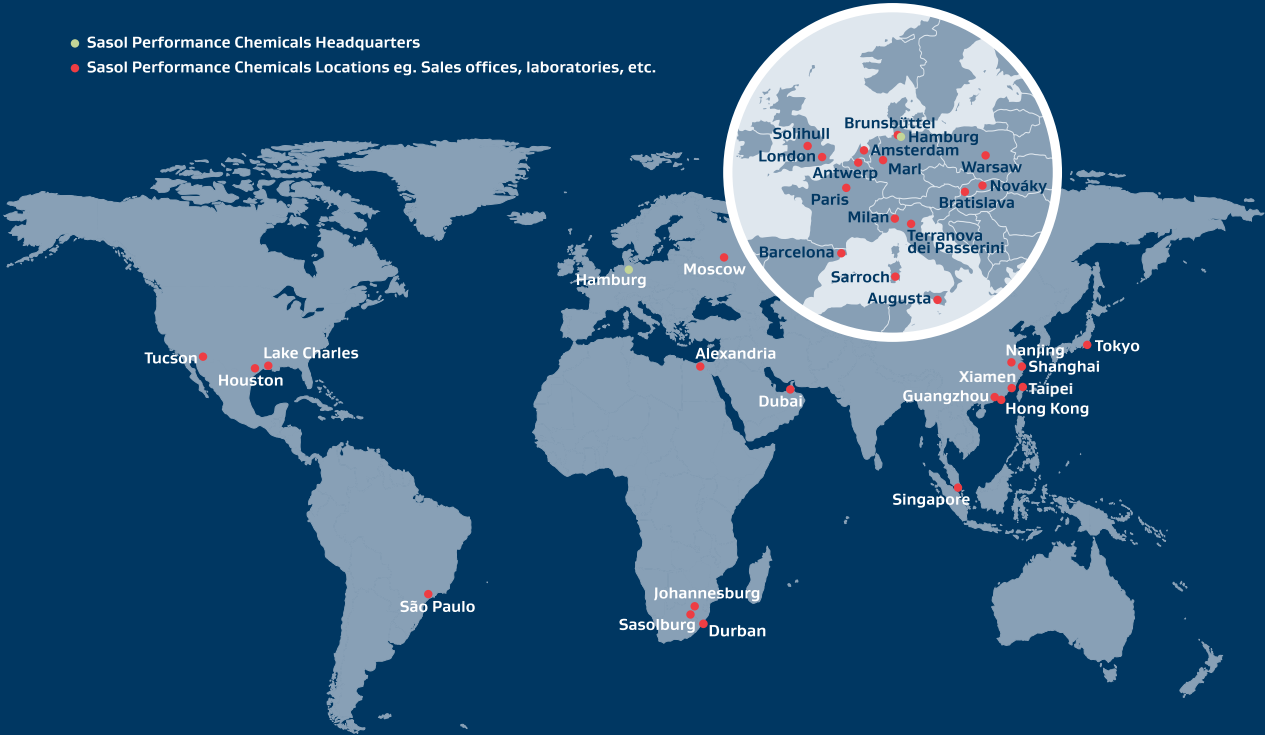 Sasol Performance Chemicals Headquarters
Sasol Performance Chemicals Locations eg. Sales offices, laboratories, etc.
Brunsbüttel
Hamburg
Solihull
London
Amsterdam
Antwerp
Marl
Warsaw
Paris
Nováky
Bratislava
Milan
Terranova
dei Passerini
Barcelona
Sarroch
Augusta
Hamburg
Moscow
Tucson
Lake Charles
Houston
Alexandria
Dubai
Nanjing
Tokyo
Shanghai
Xiamen
Guangzhou
Taipei
Hong Kong
Singapore
São Paulo
Johannesburg
Sasolburg
Durban